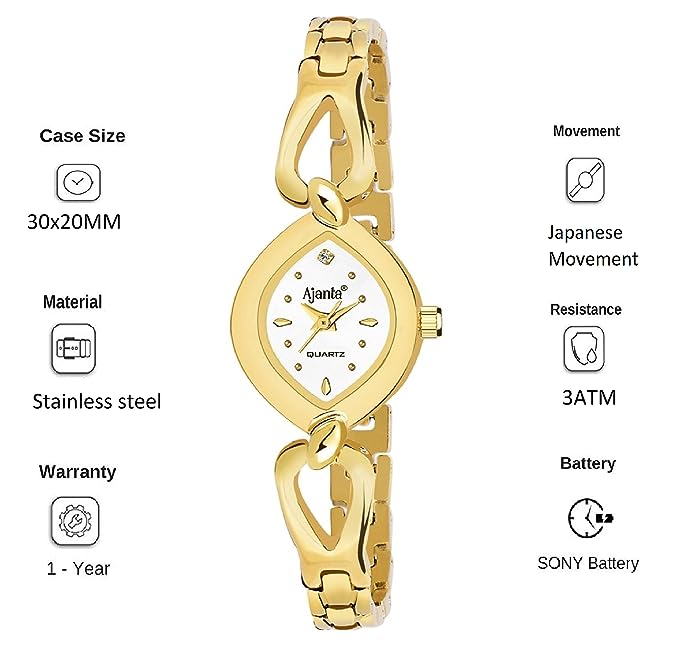 Case Size
30x20MM
Material
Stainless steel
Warranty
1 - Year
Ajanta®
QUARTZ
Movement
Japanese
Movement
Resistance
3ATM
Battery
SONY Battery